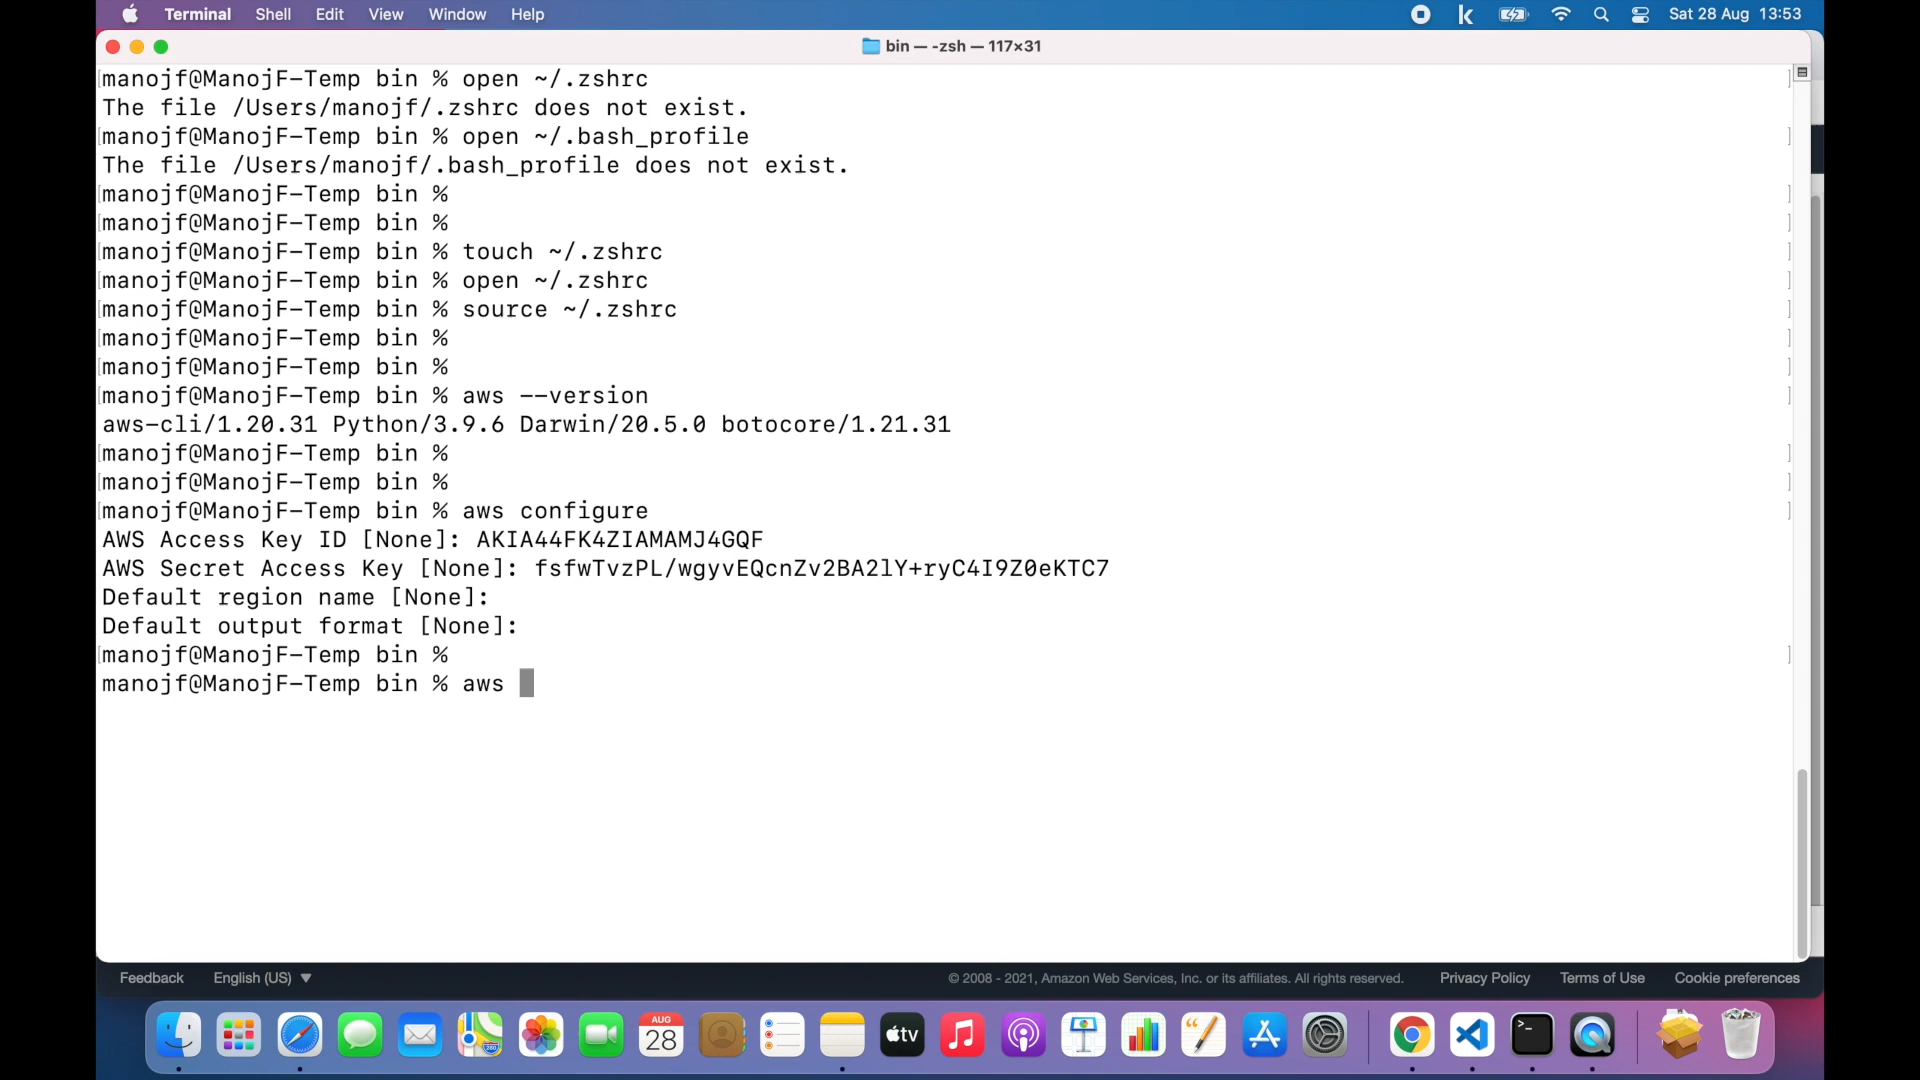 Terminal Shell Edit View Window Help Sat 28 Aug 13:53
bin — -zsh — 117×31
manojf@ManojF-Temp bin % open ~/.zshrc
The file /Users/manojf/.zshrc does not exist.
manojf@ManojF-Temp bin % open ~/.bash_profile
The file /Users/manojf/.bash_profile does not exist.
manojf@ManojF-Temp bin %
manojf@ManojF-Temp bin %
manojf@ManojF-Temp bin % touch ~/.zshrc
manojf@ManojF-Temp bin % open ~/.zshrc
manojf@ManojF-Temp bin % source ~/.zshrc
manojf@ManojF-Temp bin %
manojf@ManojF-Temp bin %
manojf@ManojF-Temp bin % aws --version
aws-cli/1.20.31 Python/3.9.6 Darwin/20.5.0 botocore/1.21.31
manojf@ManojF-Temp bin %
manojf@ManojF-Temp bin %
manojf@ManojF-Temp bin % aws configure
AWS Access Key ID [None]: AKIA44FK4ZIAMAMJ4GQF
AWS Secret Access Key [None]: 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
Default region name [None]:
Default output format [None]:
manojf@ManojF-Temp bin %
manojf@ManojF-Temp bin % aws
Feedback English (US) © 2008 - 2021, Amazon Web Services, Inc. or its affiliates. All rights reserved. Privacy Policy Terms of Use Cookie preferences
AUG
28
tv